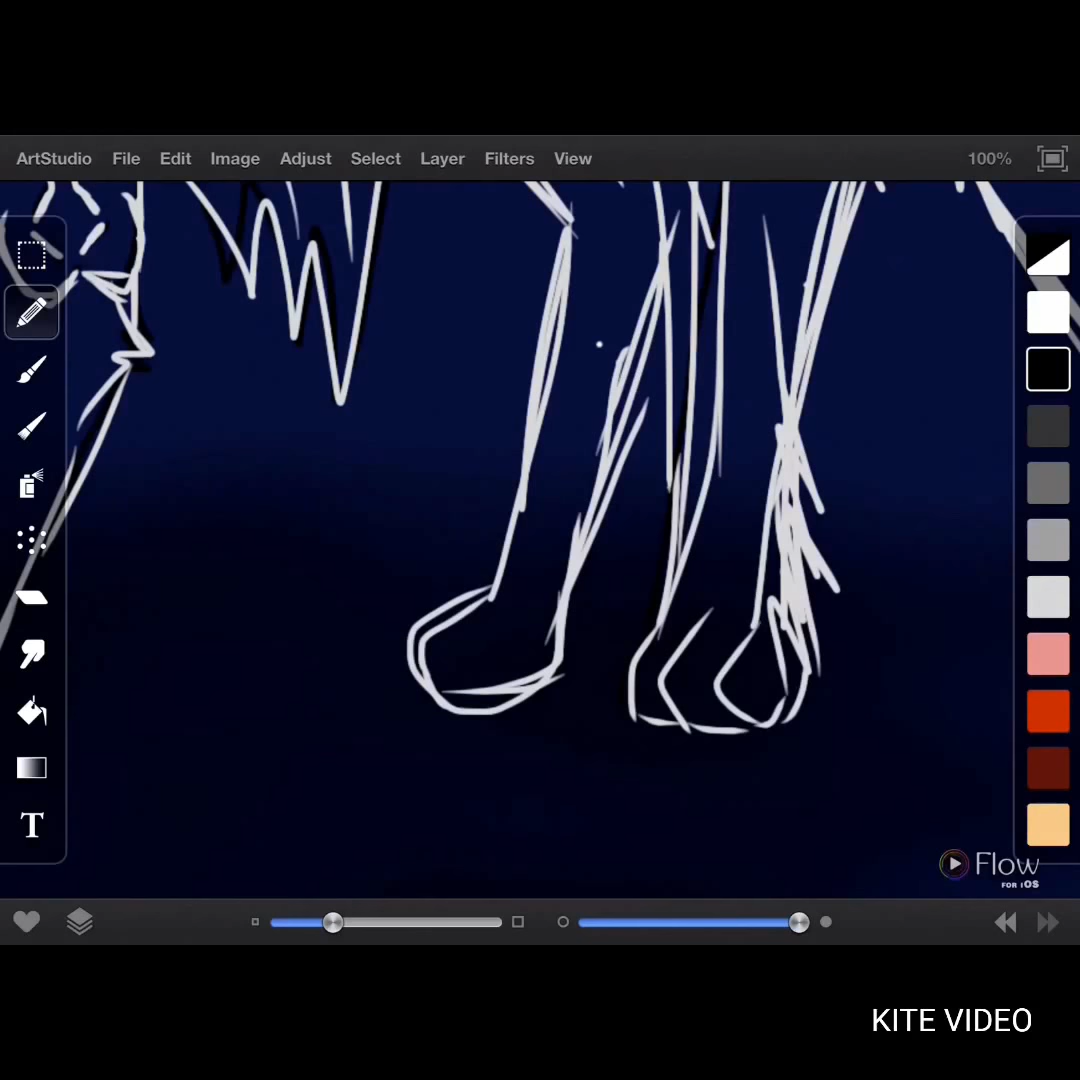 ArtStudio File Edit Image Adjust Select Layer Filters View 100%
T
Flow
FOR iOS
KITE VIDEO